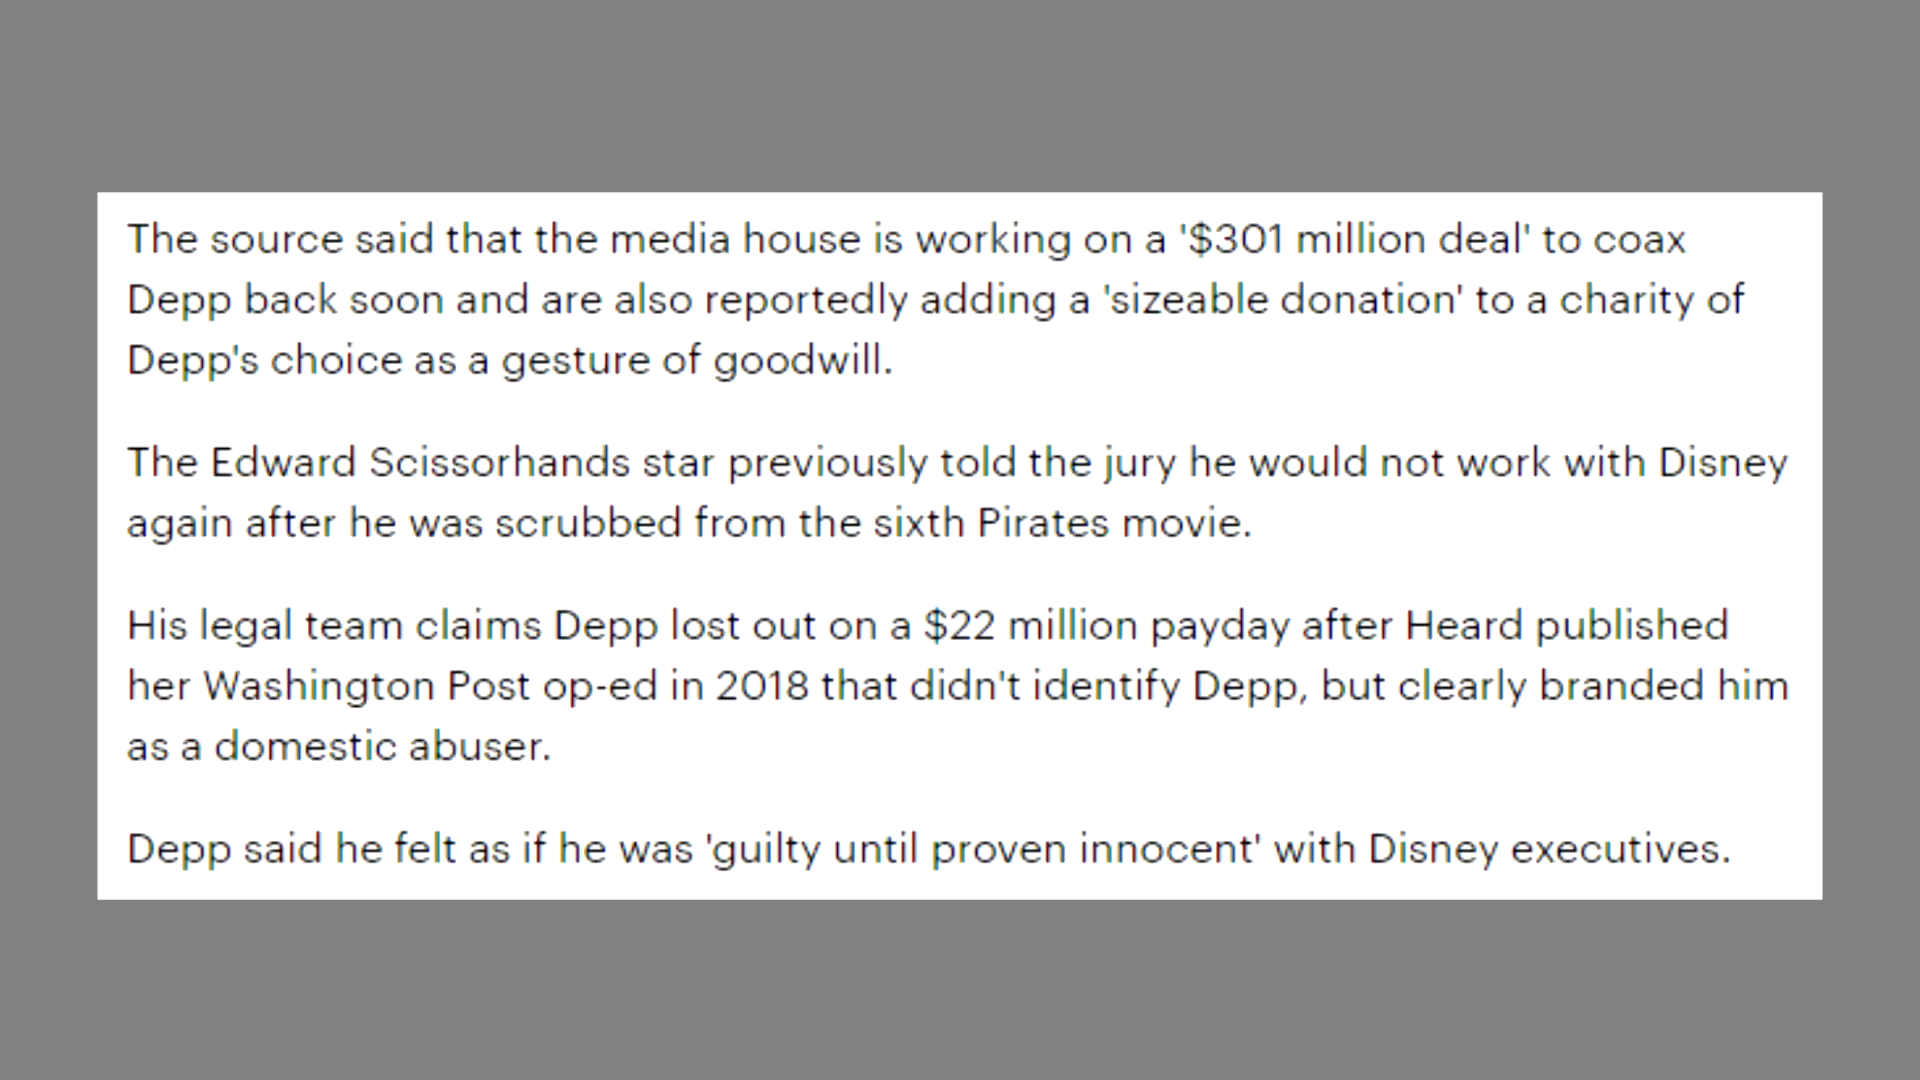 The source said that the media house is working on a '$301 million deal' to coax
Depp back soon and are also reportedly adding a 'sizeable donation' to a charity of
Depp's choice as a gesture of goodwill.
The Edward Scissorhands star previously told the jury he would not work with Disney
again after he was scrubbed from the sixth Pirates movie.
His legal team claims Depp lost out on a $22 million payday after Heard published
her Washington Post op-ed in 2018 that didn't identify Depp, but clearly branded him
as a domestic abuser.
Depp said he felt as if he was 'guilty until proven innocent' with Disney executives.